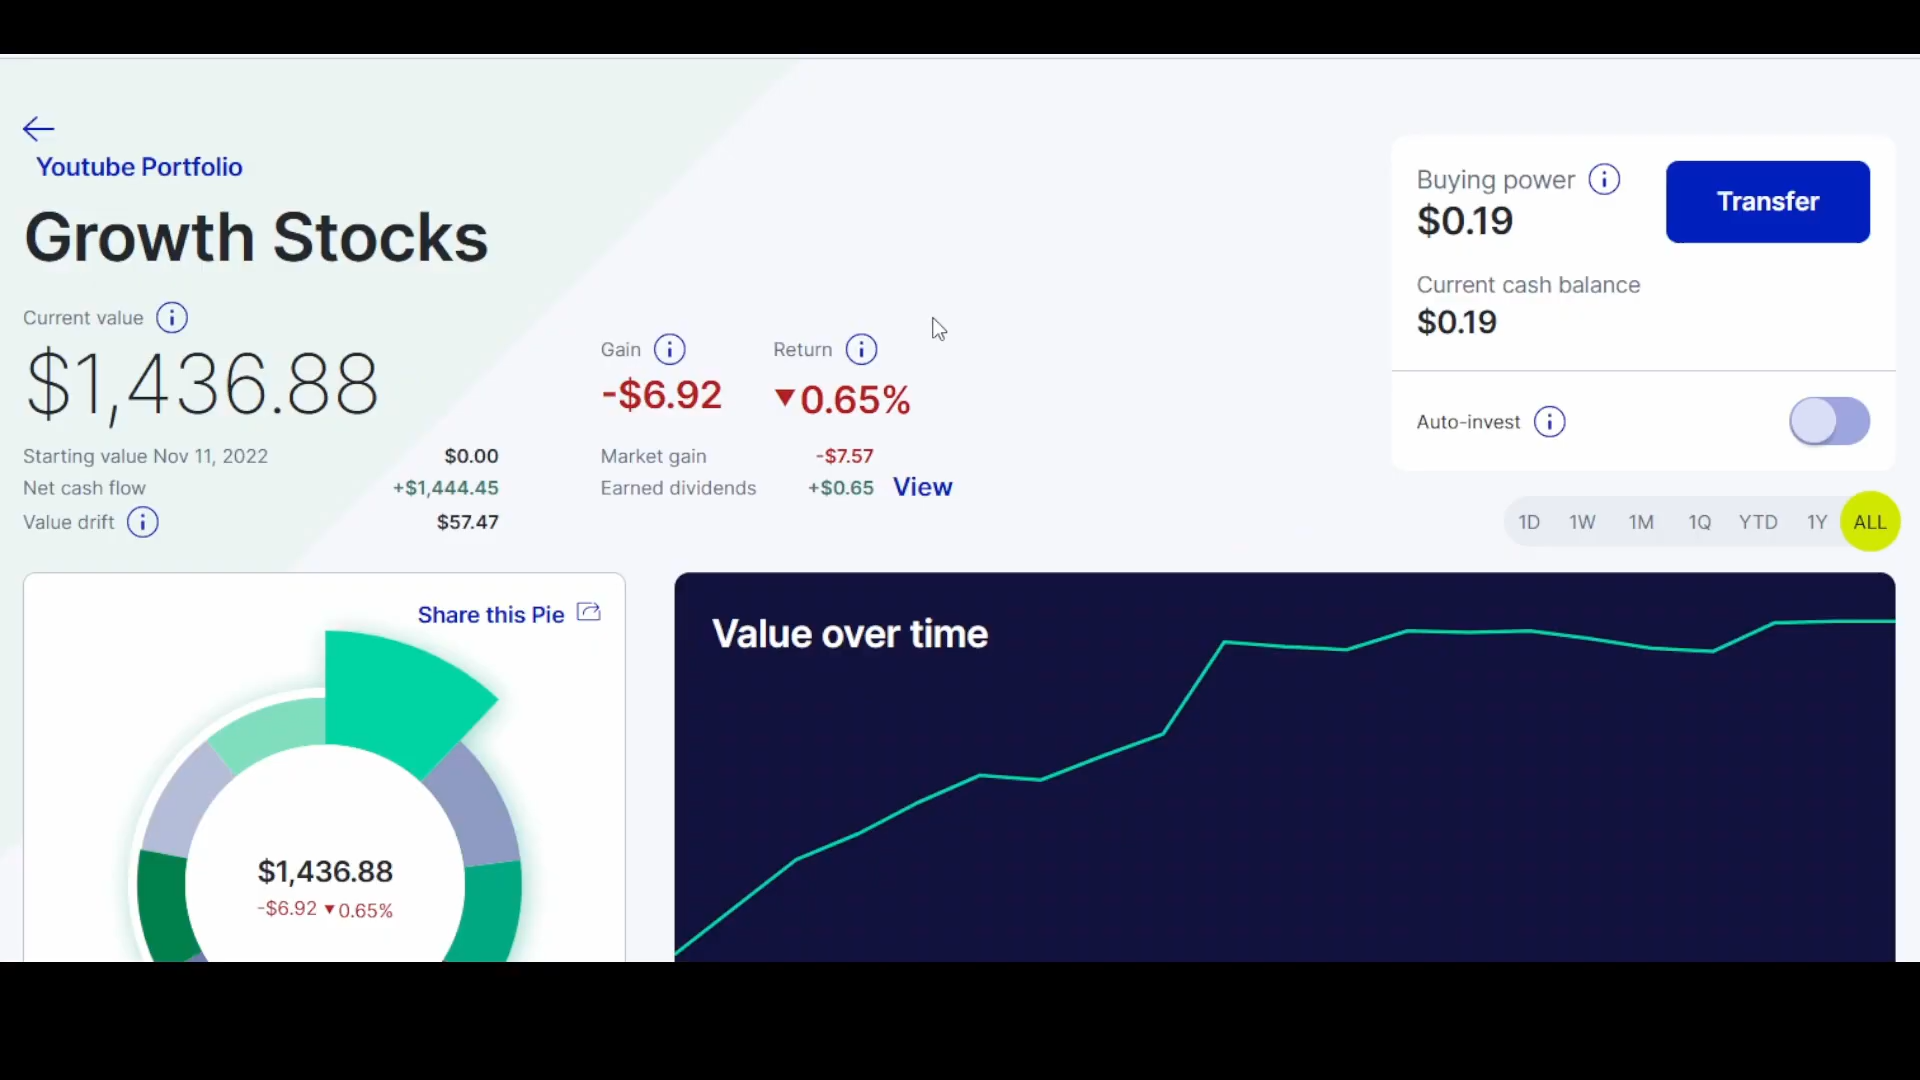 Youtube Portfolio
Growth Stocks
Current value
$1,436.88
Starting value Nov 11, 2022 $0.00
Net cash flow +$1,444.45
Value drift $57.47
Gain Return
-$6.92 ▼0.65%
Market gain -$7.57
Earned dividends +$0.65 View
Buying power
$0.19
Transfer
Current cash balance
$0.19
Auto-invest
1D 1W 1M 1Q YTD 1Y ALL
Share this Pie
$1,436.88
-$6.92 ▼0.65%
Value over time